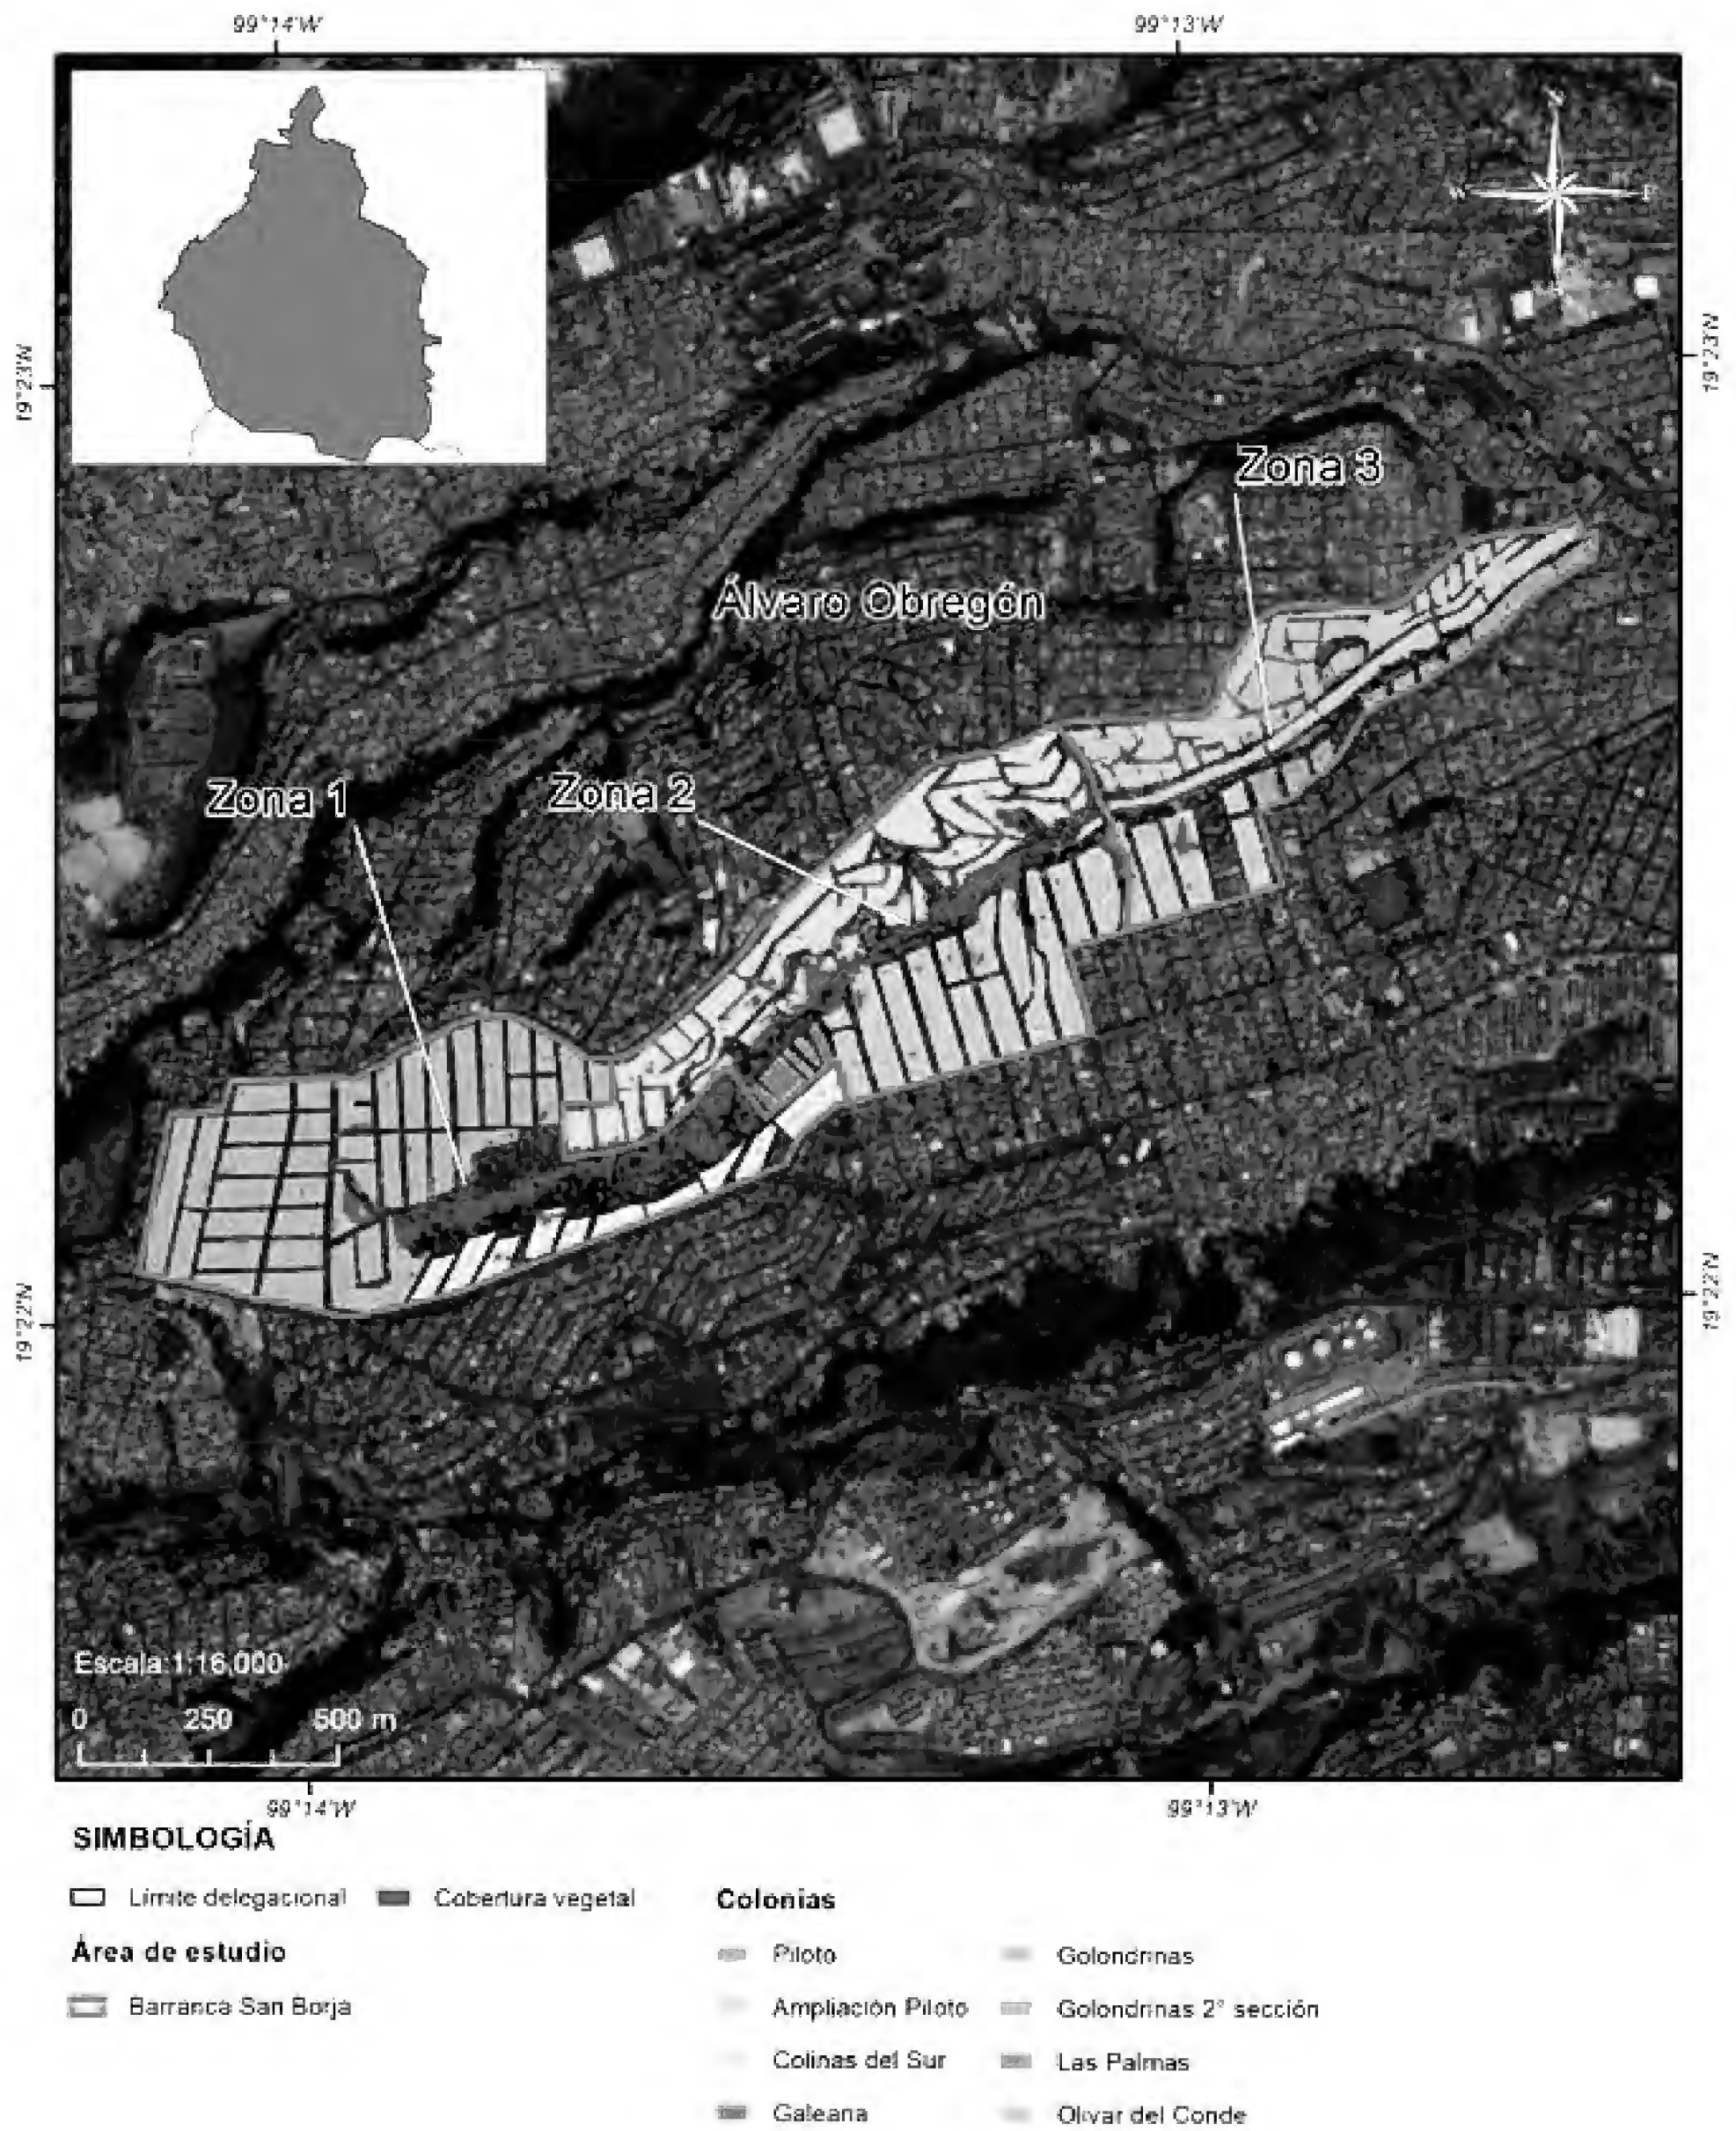 99°14'W 99°13'W
N
W E
19°23'W 19°23'W
Zona 3
Álvaro Obregón
Zona 1 Zona 2
19°22'N 19°22'N
Escala:1:16,000
0 250 500 m
99°14'W 99°13'W
SIMBOLOGÍA
Límite delegacional Cobertura vegetal
Colonias
Área de estudio
Piloto Golondrinas
Barranca San Borja
Ampliación Piloto Golondrinas 2° sección
Colinas del Sur Las Palmas
Galeana Olivar del Conde